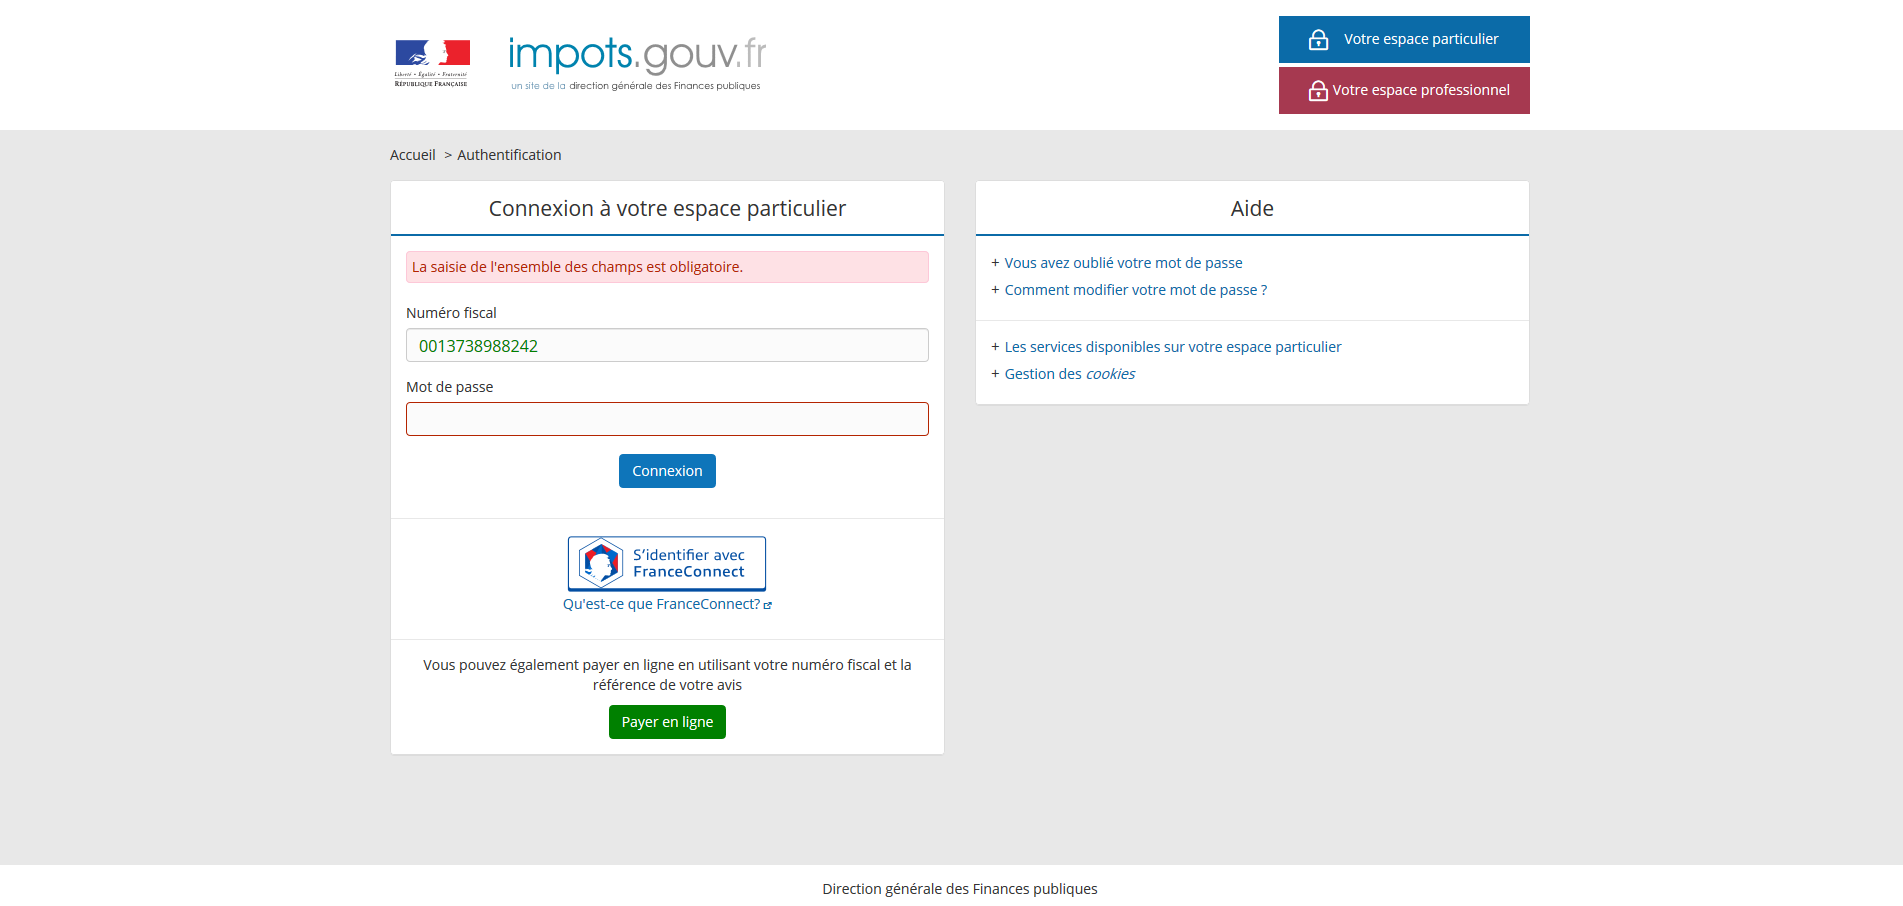 Liberté • Égalité • Fraternité
RÉPUBLIQUE FRANÇAISE
impots.gouv.fr
un site de la direction générale des Finances publiques
Votre espace particulier
Votre espace professionnel
Accueil > Authentification
Connexion à votre espace particulier
La saisie de l'ensemble des champs est obligatoire.
Numéro fiscal
0013738988242
Mot de passe
Connexion
S'identifier avec
FranceConnect
Qu'est-ce que FranceConnect?
Vous pouvez également payer en ligne en utilisant votre numéro fiscal et la
référence de votre avis
Payer en ligne
Aide
+ Vous avez oublié votre mot de passe
+ Comment modifier votre mot de passe ?
+ Les services disponibles sur votre espace particulier
+ Gestion des cookies
Direction générale des Finances publiques